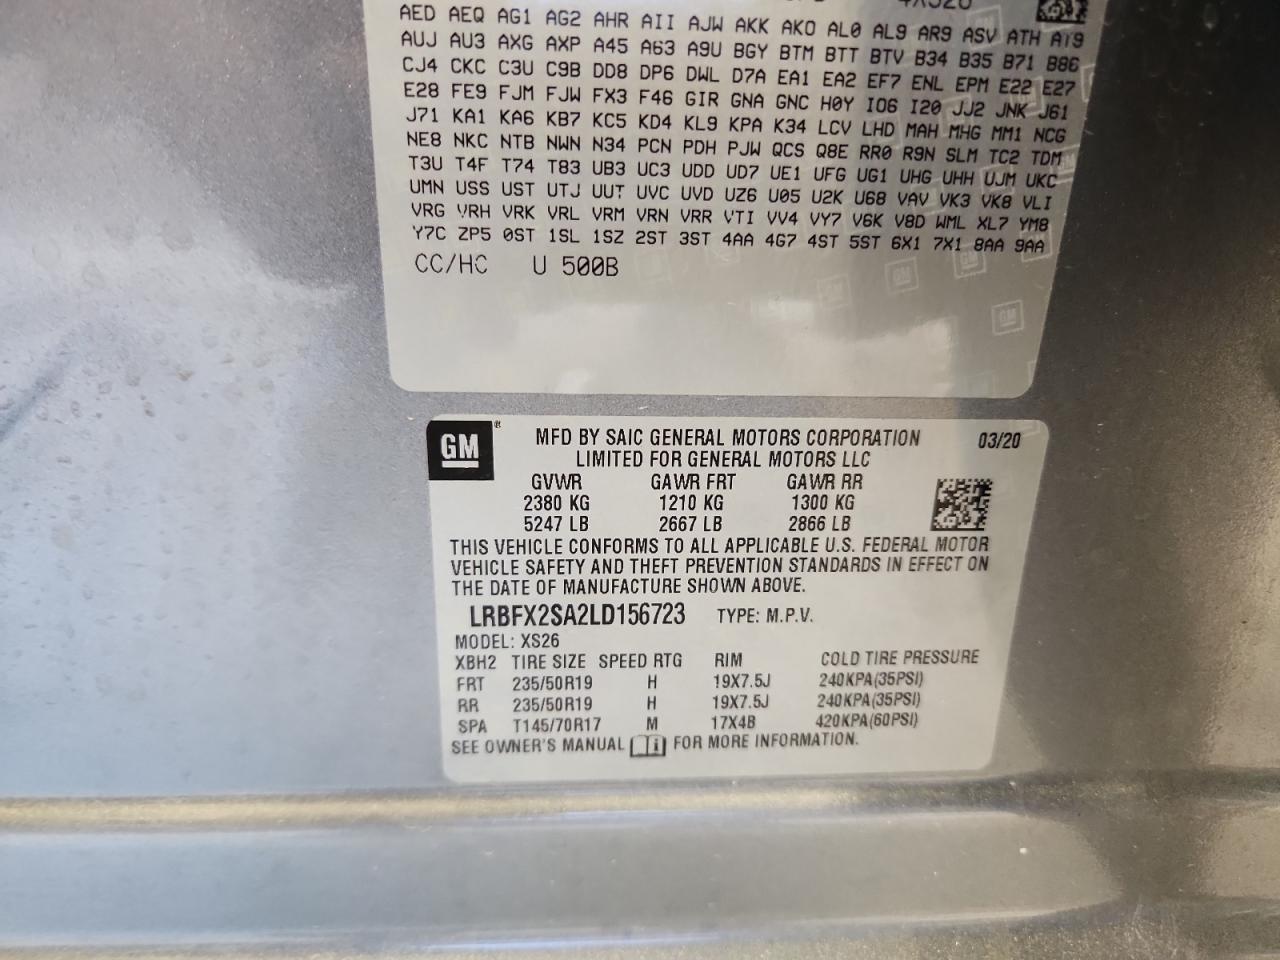 4X526
AED AEQ AG1 AG2 AHR AII AJW AKK AKO AL0 AL9 AR9 ASV ATH AY9
AUJ AU3 AXG AXP A45 A63 A9U BGY BTM BTT BTV B34 B35 B71 B86
CJ4 CKC C3U C9B DD8 DP6 DWL D7A EA1 EA2 EF7 ENL EPM E22 E27
E28 FE9 FJM FJW FX3 F46 GIR GNA GNC H0Y IO6 I20 JJ2 JNK J61
J71 KA1 KA6 KB7 KC5 KD4 KL9 KPA K34 LCV LHD MAH MHG MM1 NCG
NE8 NKC NTB NWN N34 PCN PDH PJW QCS Q8E RR0 R9N SLM TC2 TDM
T3U T4F T74 T83 UB3 UC3 UDD UD7 UE1 UFG UG1 UHG UHH UJM UKC
UMN USS UST UTJ UUT UVC UVD UZ6 U05 U2K U68 VAV VK3 VK8 VLI
VRG VRH VRK VRL VRM VRN VRR VTI VV4 VY7 V6K V8D WML XL7 YM8
Y7C ZP5 0ST 1SL 1SZ 2ST 3ST 4AA 4G7 4ST 5ST 6X1 7X1 8AA 9AA
CC/HC U 500B
GM® MFD BY SAIC GENERAL MOTORS CORPORATION 03/20
LIMITED FOR GENERAL MOTORS LLC
GVWR GAWR FRT GAWR RR
2380 KG 1210 KG 1300 KG
5247 LB 2667 LB 2866 LB
THIS VEHICLE CONFORMS TO ALL APPLICABLE U.S. FEDERAL MOTOR
VEHICLE SAFETY AND THEFT PREVENTION STANDARDS IN EFFECT ON
THE DATE OF MANUFACTURE SHOWN ABOVE.
LRBFX2SA2LD156723 TYPE: M.P.V.
MODEL: XS26
XBH2 TIRE SIZE SPEED RTG RIM COLD TIRE PRESSURE
FRT 235/50R19 H 19X7.5J 240KPA(35PSI)
RR 235/50R19 H 19X7.5J 240KPA(35PSI)
SPA T145/70R17 M 17X4B 420KPA(60PSI)
SEE OWNER'S MANUAL i FOR MORE INFORMATION.